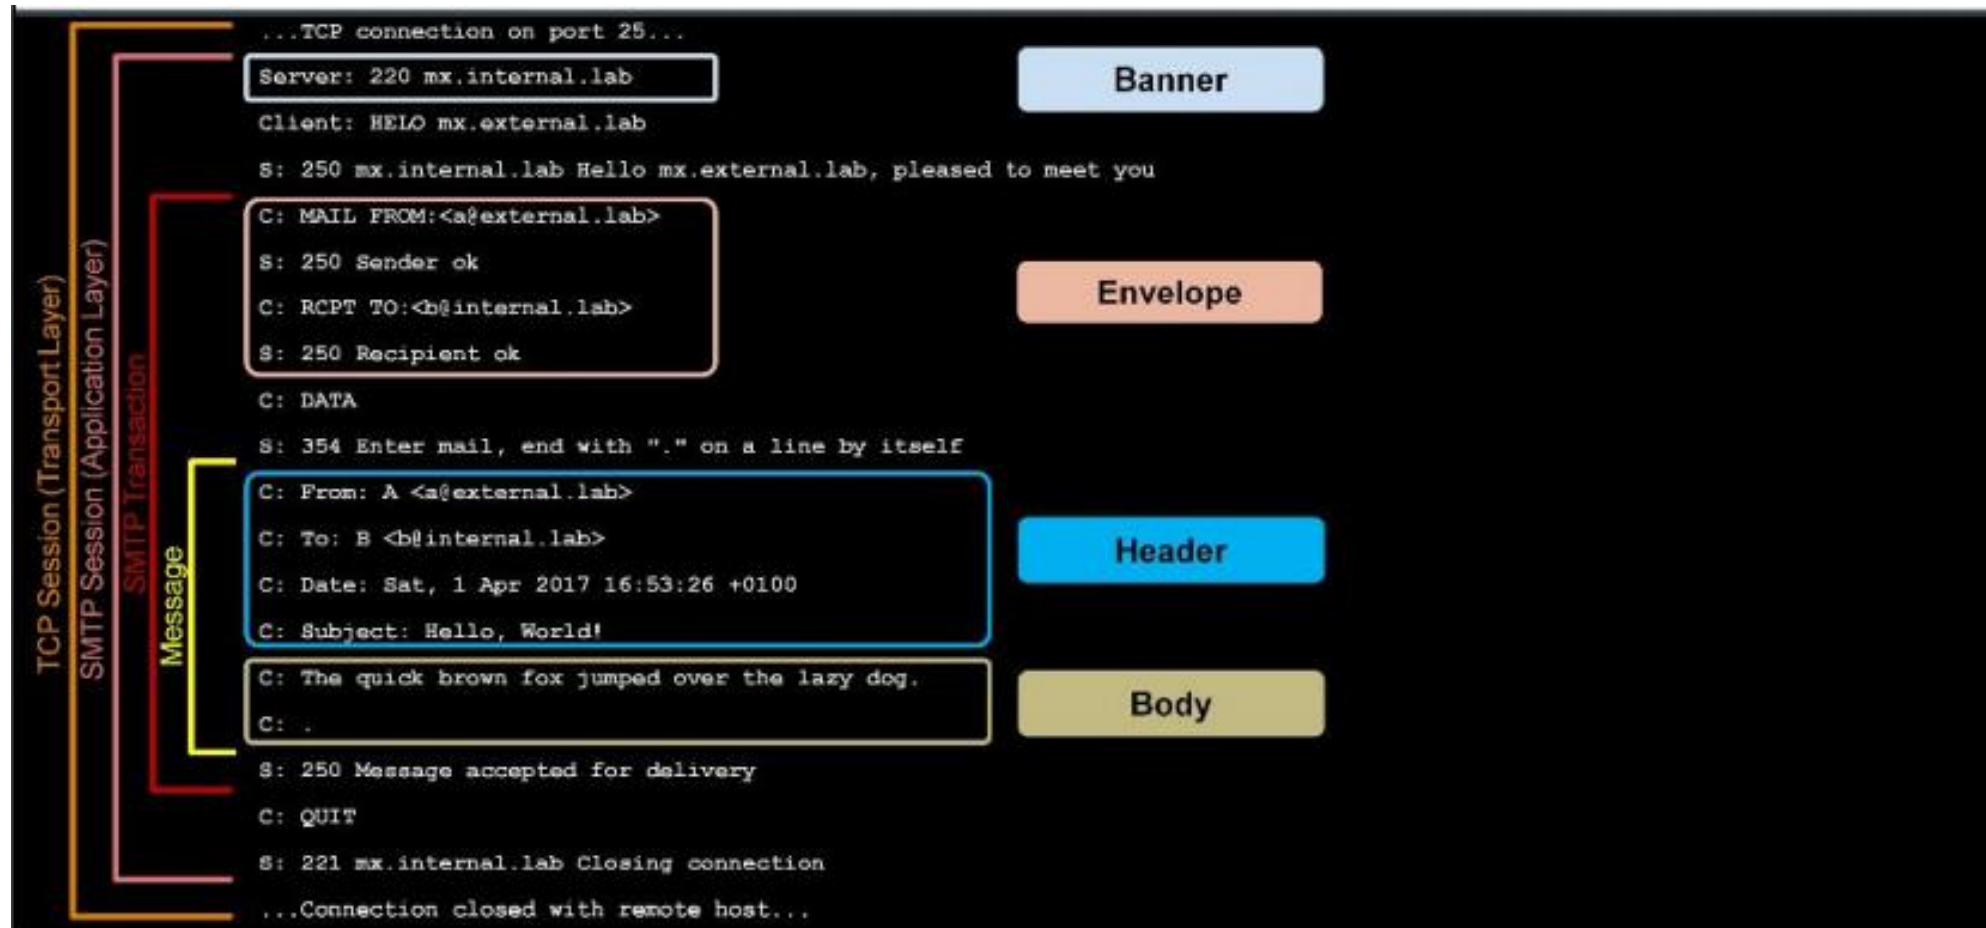 ...TCP connection on port 25...
Server: 220 mx.internal.lab
Banner
Client: HELO mx.external.lab
S: 250 mx.internal.lab Hello mx.external.lab, pleased to meet you
C: MAIL FROM:<a@external.lab>
S: 250 Sender ok
Envelope
C: RCPT TO:<b@internal.lab>
S: 250 Recipient ok
C: DATA
S: 354 Enter mail, end with "." on a line by itself
C: From: A <a@external.lab>
C: To: B <b@internal.lab>
Header
C: Date: Sat, 1 Apr 2017 16:53:26 +0100
C: Subject: Hello, World!
C: The quick brown fox jumped over the lazy dog.
Body
C: .
S: 250 Message accepted for delivery
C: QUIT
S: 221 mx.internal.lab Closing connection
...Connection closed with remote host...
TCP Session (Transport Layer)
SMTP Session (Application Layer)
SMTP Transaction
Message